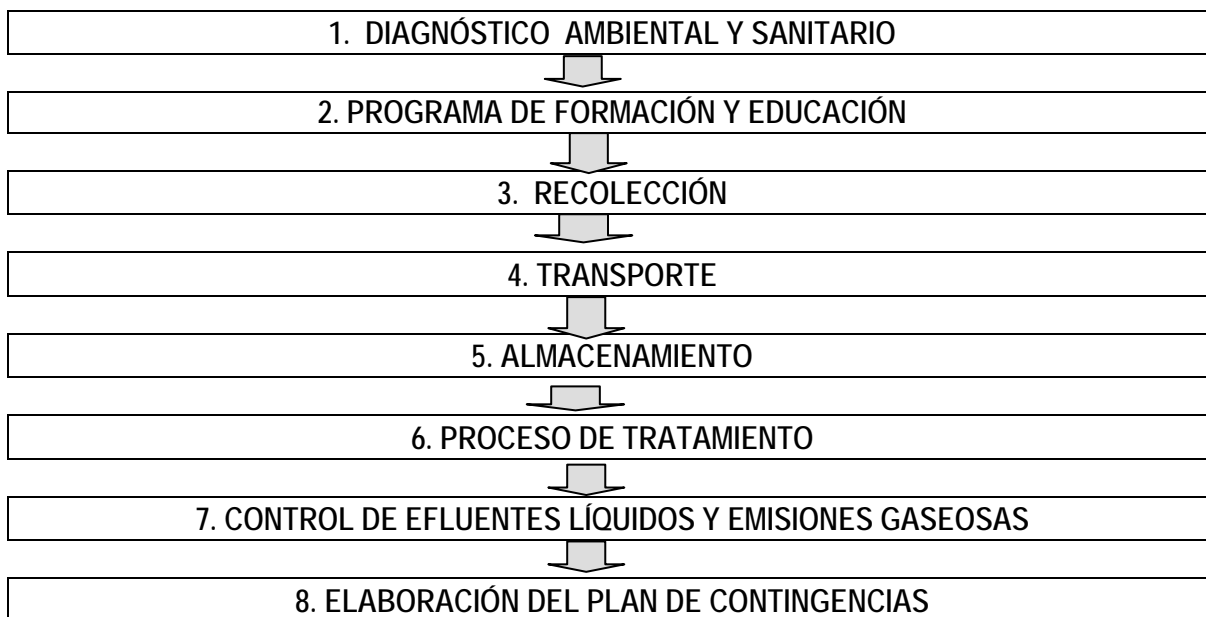 1. DIAGNÓSTICO AMBIENTAL Y SANITARIO
2. PROGRAMA DE FORMACIÓN Y EDUCACIÓN
3. RECOLECCIÓN
4. TRANSPORTE
5. ALMACENAMIENTO
6. PROCESO DE TRATAMIENTO
7. CONTROL DE EFLUENTES LÍQUIDOS Y EMISIONES GASEOSAS
8. ELABORACIÓN DEL PLAN DE CONTINGENCIAS